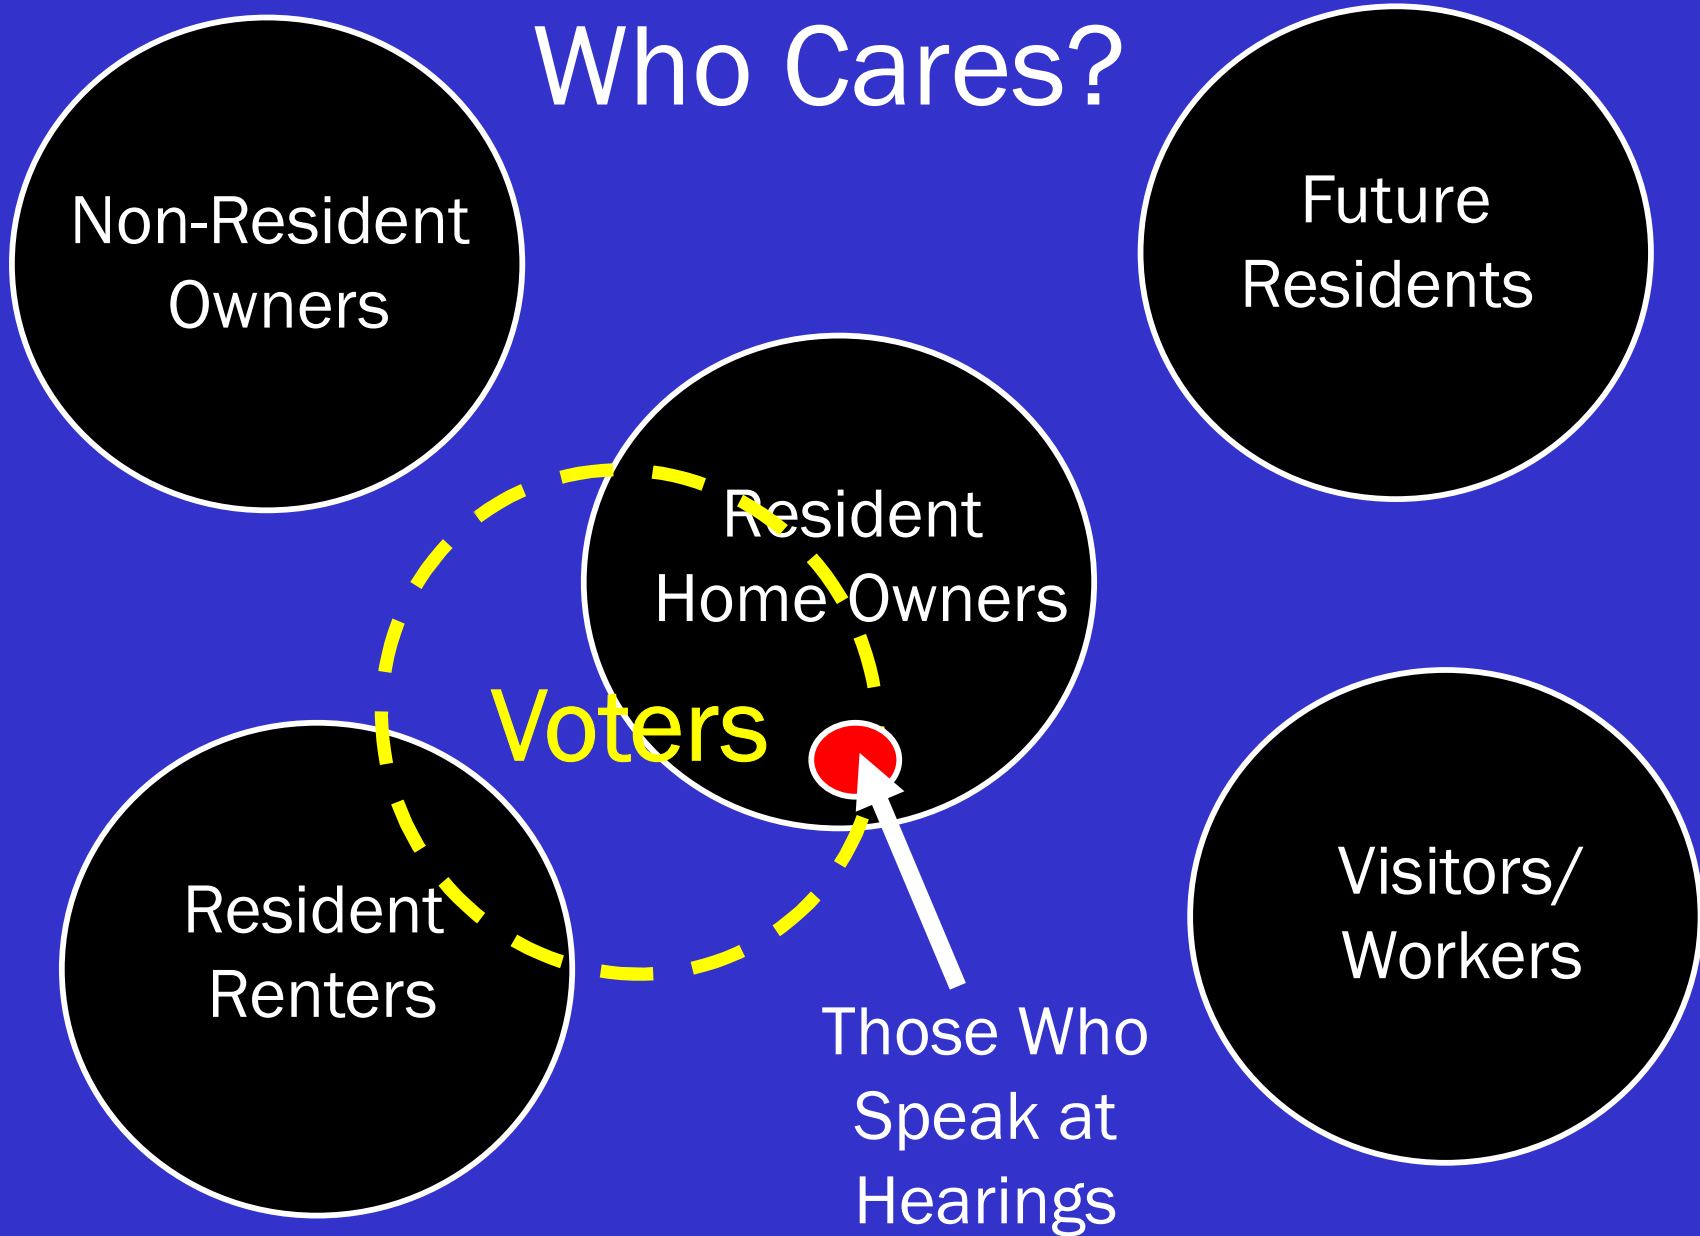 Who Cares?
Non-Resident
Owners
Future
Residents
Resident
Home Owners
Voters
Resident
Renters
Visitors/
Workers
Those Who
Speak at
Hearings